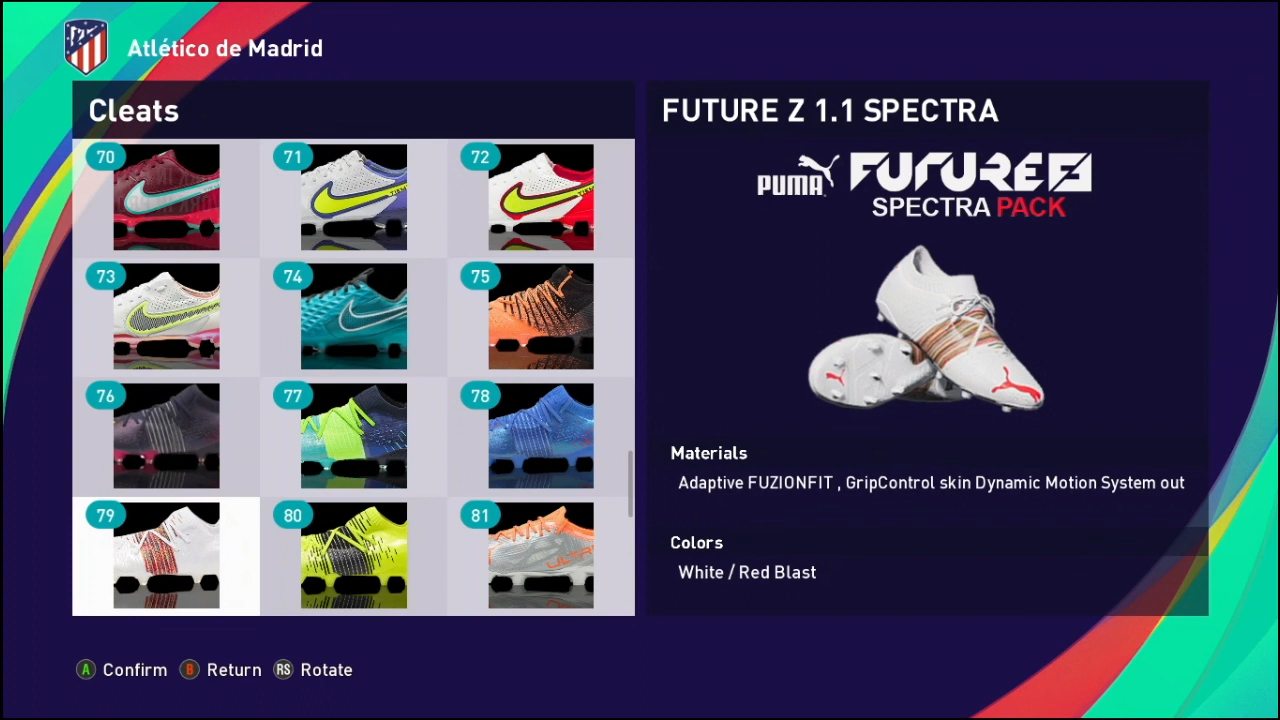 Atlético de Madrid
Cleats
70
71
72
73
74
75
76
77
78
79
80
81
FUTURE Z 1.1 SPECTRA
PUMA FUTURE Z
SPECTRA PACK
Materials
Adaptive FUZIONFIT , GripControl skin Dynamic Motion System out
Colors
White / Red Blast
A Confirm B Return RS Rotate